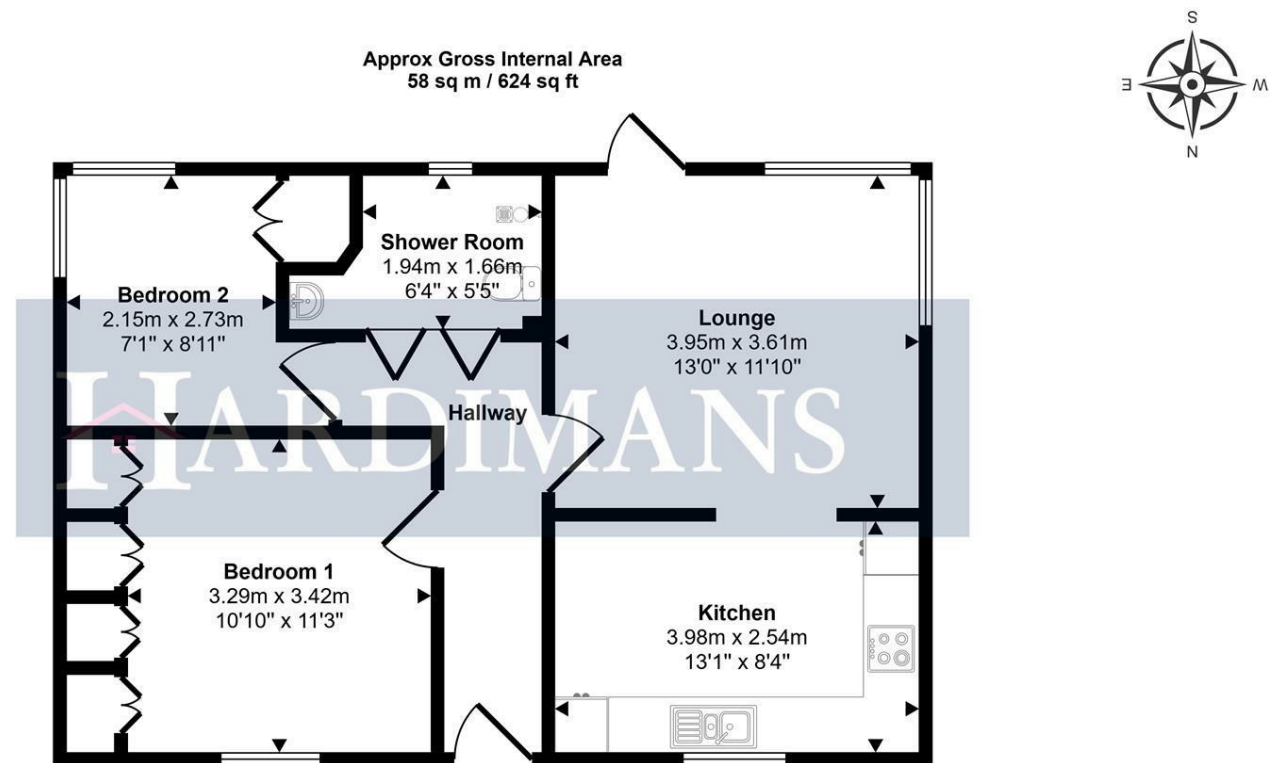 Approx Gross Internal Area
58 sq m / 624 sq ft
S
E
W
N
Shower Room
1.94m x 1.66m
6'4" x 5'5"
Bedroom 2
2.15m x 2.73m
7'1" x 8'11"
Lounge
3.95m x 3.61m
13'0" x 11'10"
Hallway
HARDIMANS
Bedroom 1
3.29m x 3.42m
10'10" x 11'3"
Kitchen
3.98m x 2.54m
13'1" x 8'4"